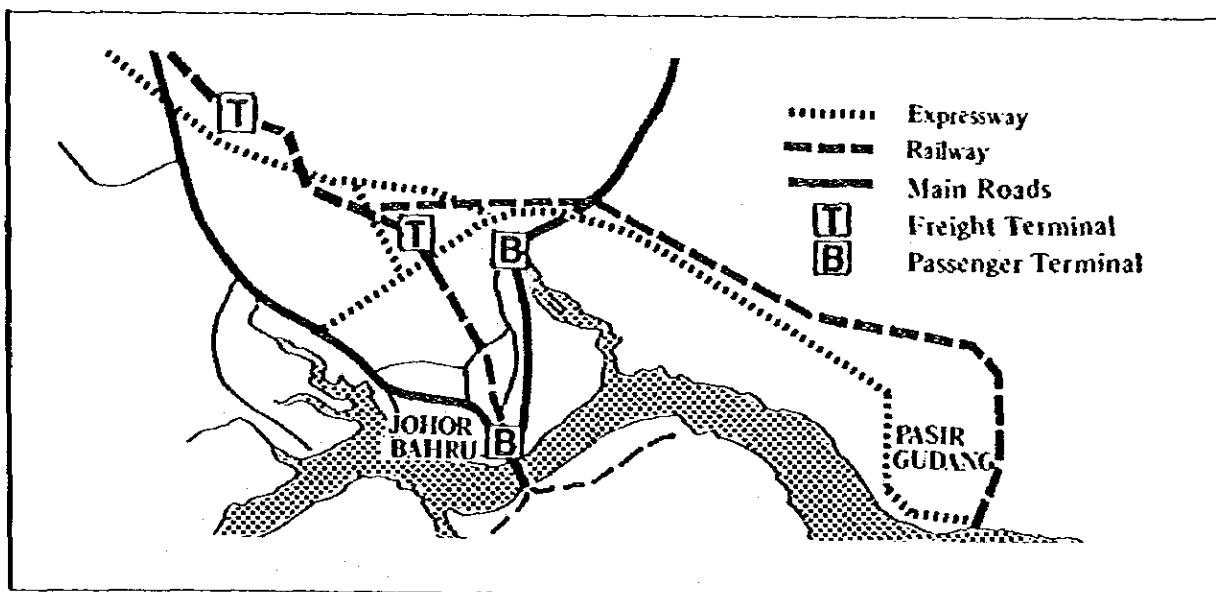 T
Expressway
Railway
Main Roads
T Freight Terminal
B Passenger Terminal
T
B
JOHOR
BAHRU
B
PASIR
GUDANG